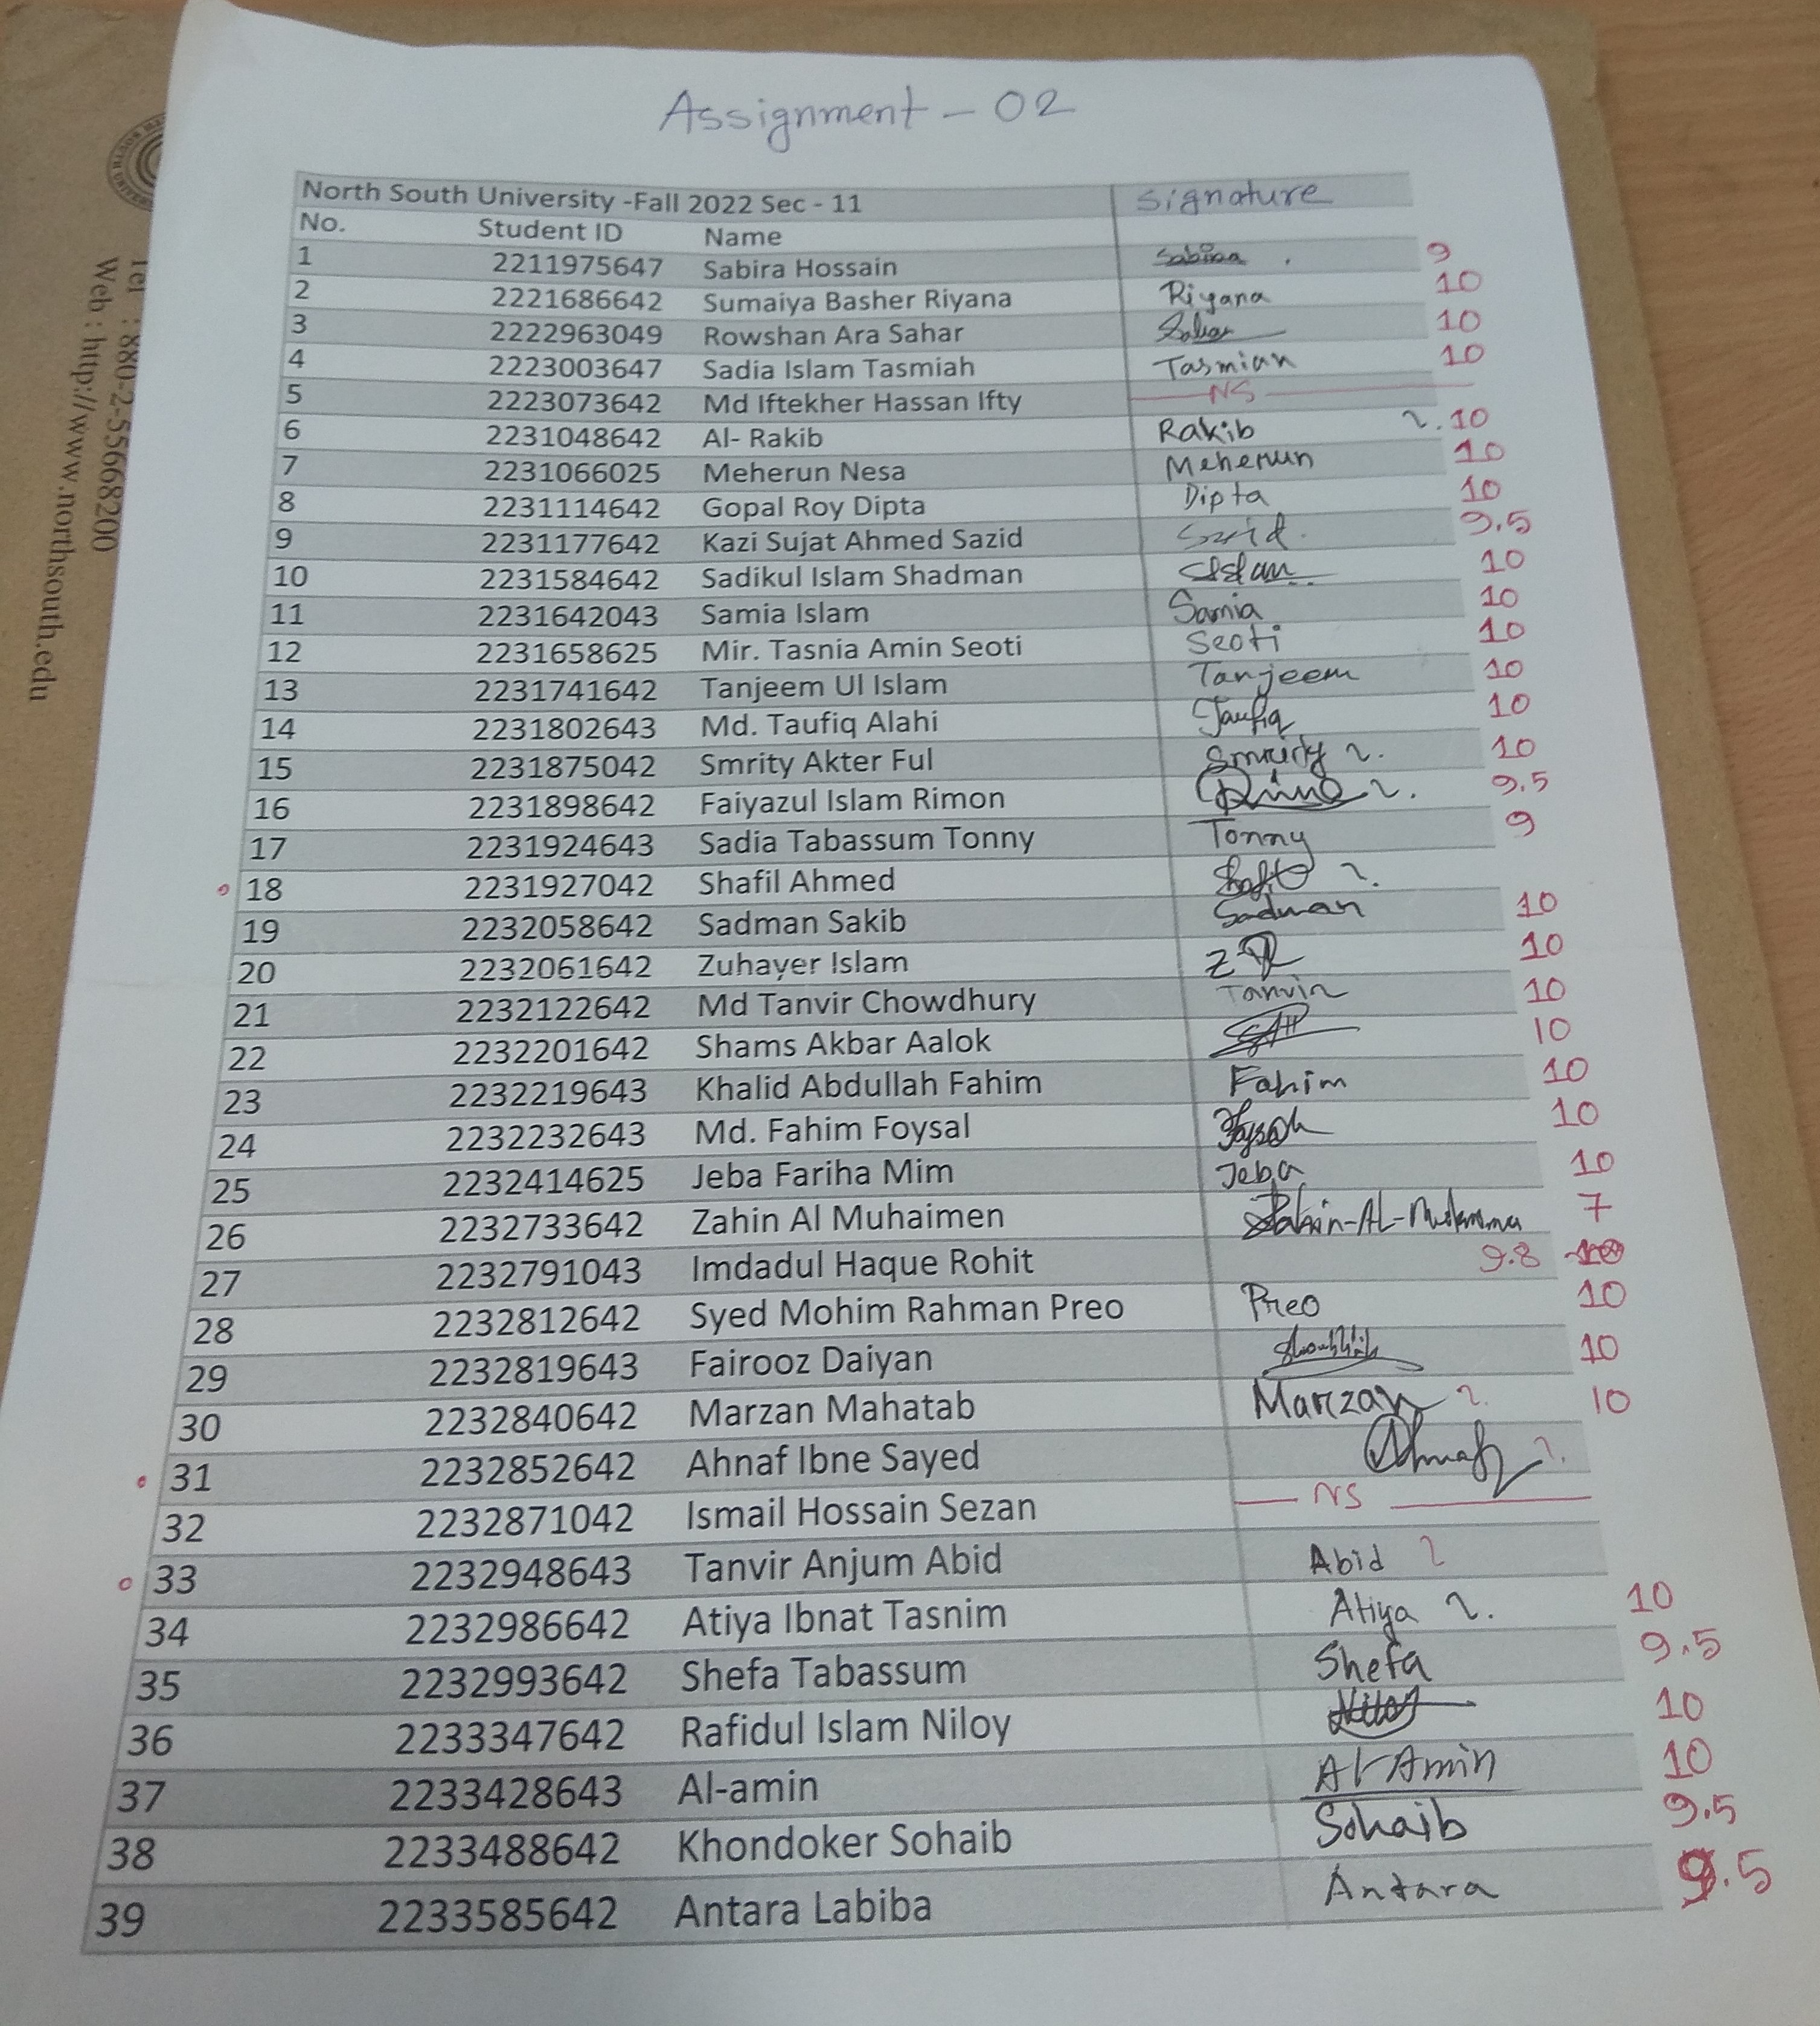 Assignment - 02
North South University -Fall 2022 Sec - 11 Signature
No. Student ID Name
1 2211975647 Sabira Hossain Sabira 9
2 2221686642 Sumaiya Basher Riyana Riyana 10
3 2222963049 Rowshan Ara Sahar Sahar 10
4 2223003647 Sadia Islam Tasmiah Tasmiah 10
5 2223073642 Md Iftekher Hassan Ifty NS
6 2231048642 Al- Rakib Rakib 2. 10
7 2231066025 Meherun Nesa Meherun 10
8 2231114642 Gopal Roy Dipta Dipta 10
9 2231177642 Kazi Sujat Ahmed Sazid Sazid. 9.5
10 2231584642 Sadikul Islam Shadman 10
11 2231642043 Samia Islam Samia 10
12 2231658625 Mir. Tasnia Amin Seoti Seoti 10
13 2231741642 Tanjeem Ul Islam Tanjeem 10
14 2231802643 Md. Taufiq Alahi Taufiq 10
15 2231875042 Smrity Akter Ful Smrity 2. 10
16 2231898642 Faiyazul Islam Rimon 2. 9.5
17 2231924643 Sadia Tabassum Tonny Tonny 9
18 2231927042 Shafil Ahmed 2.
19 2232058642 Sadman Sakib Sadman 10
20 2232061642 Zuhayer Islam 10
21 2232122642 Md Tanvir Chowdhury Tanvir 10
22 2232201642 Shams Akbar Aalok 10
23 2232219643 Khalid Abdullah Fahim Fahim 10
24 2232232643 Md. Fahim Foysal Foysal 10
25 2232414625 Jeba Fariha Mim Jeba 10
26 2232733642 Zahin Al Muhaimen 7
27 2232791043 Imdadul Haque Rohit 9.8 10
28 2232812642 Syed Mohim Rahman Preo Preo 10
29 2232819643 Fairooz Daiyan 10
30 2232840642 Marzan Mahatab Marzan 2. 10
31 2232852642 Ahnaf Ibne Sayed Ahnaf 2.
32 2232871042 Ismail Hossain Sezan NS
33 2232948643 Tanvir Anjum Abid Abid 2
34 2232986642 Atiya Ibnat Tasnim Atiya 2. 10
35 2232993642 Shefa Tabassum Shefa 9.5
36 2233347642 Rafidul Islam Niloy Niloy 10
37 2233428643 Al-amin Al-Amin 10
38 2233488642 Khondoker Sohaib Sohaib 9.5
39 2233585642 Antara Labiba Antara 9.5
Tel : 880-2-55668200
Web : http://www.northsouth.edu